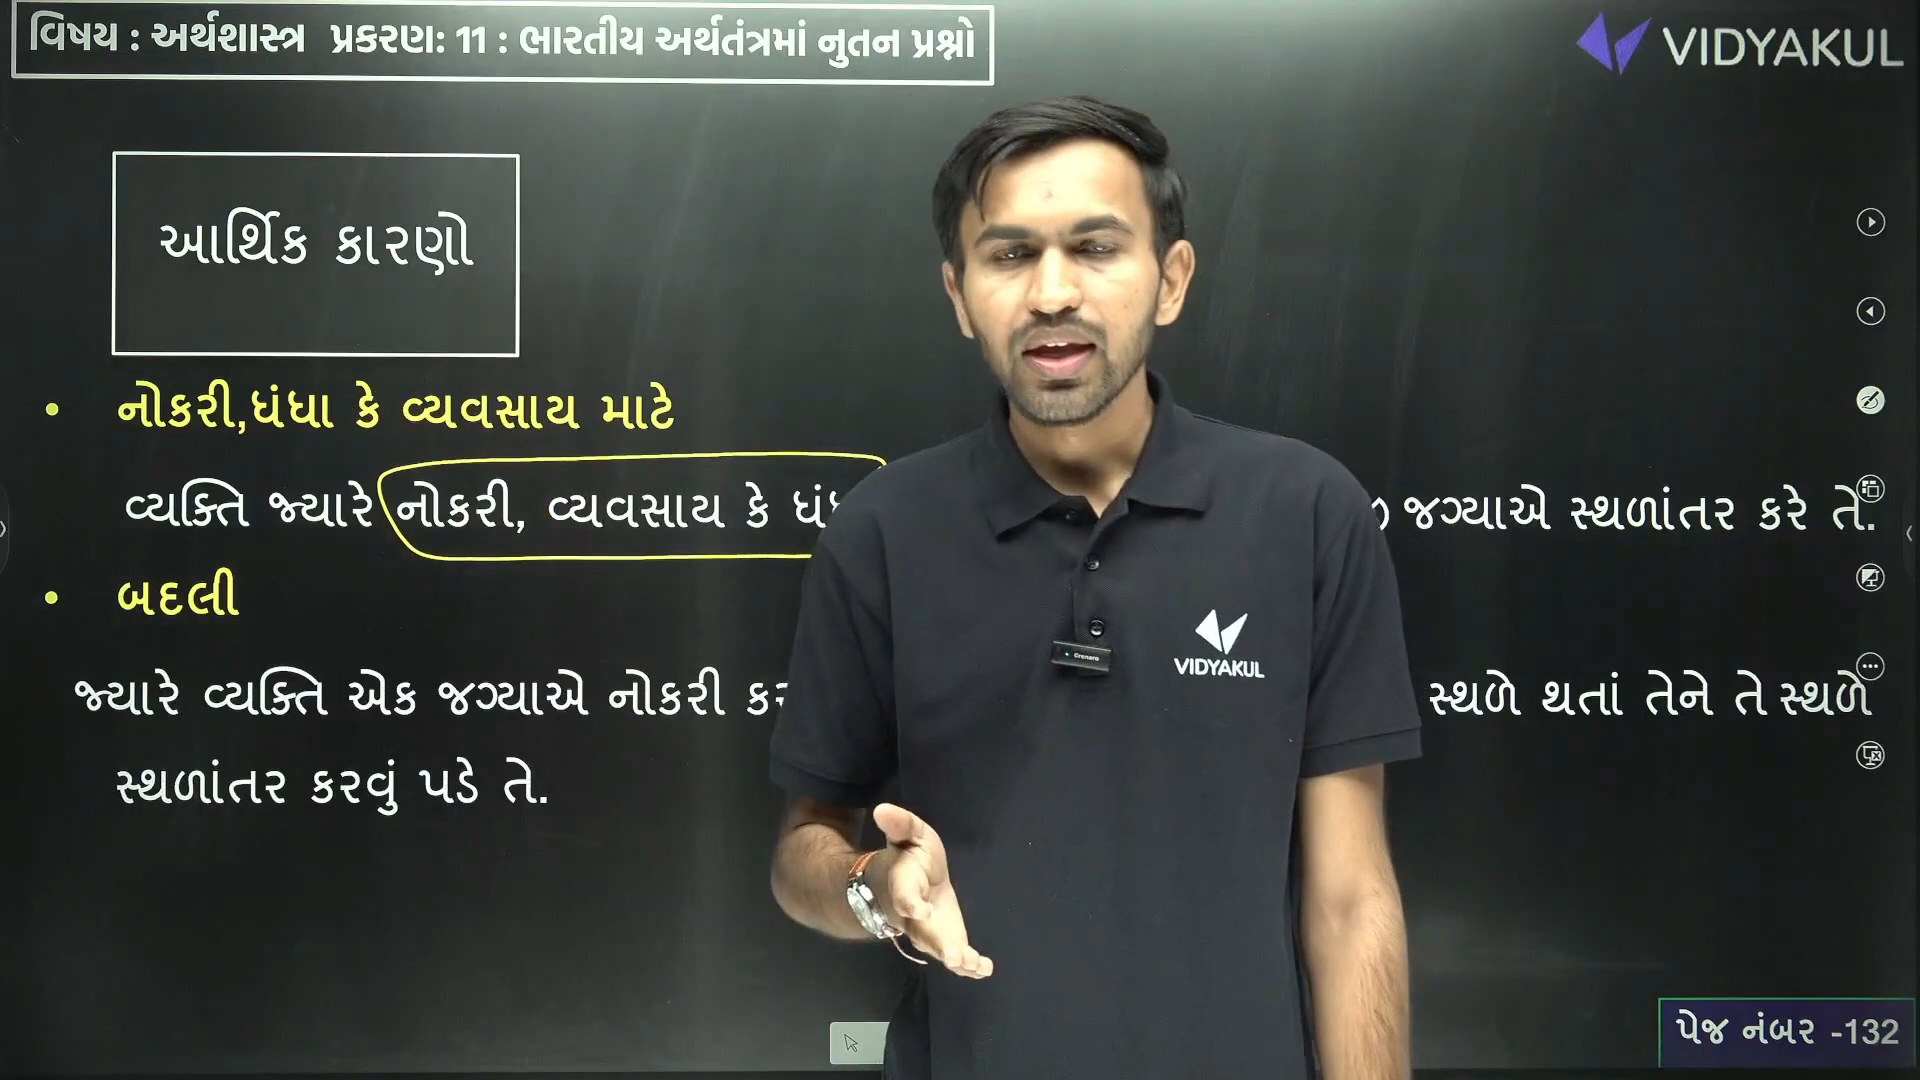 વિષય : અર્થશાસ્ત્ર પ્રકરણ: 11 : ભારતીય અર્થતંત્રમાં નુતન પ્રશ્નો
VIDYAKUL
આર્થિક કારણો
• નોકરી,ધંધા કે વ્યવસાય માટે
વ્યક્તિ જ્યારે નોકરી, વ્યવસાય કે જગ્યાએ સ્થળાંતર કરે તે.
• બદલી
જ્યારે વ્યક્તિ એક જગ્યાએ નોકરી સ્થળે થતાં તેને તે સ્થળે
સ્થળાંતર કરવું પડે તે.
VIDYAKUL
પેજ નંબર -132